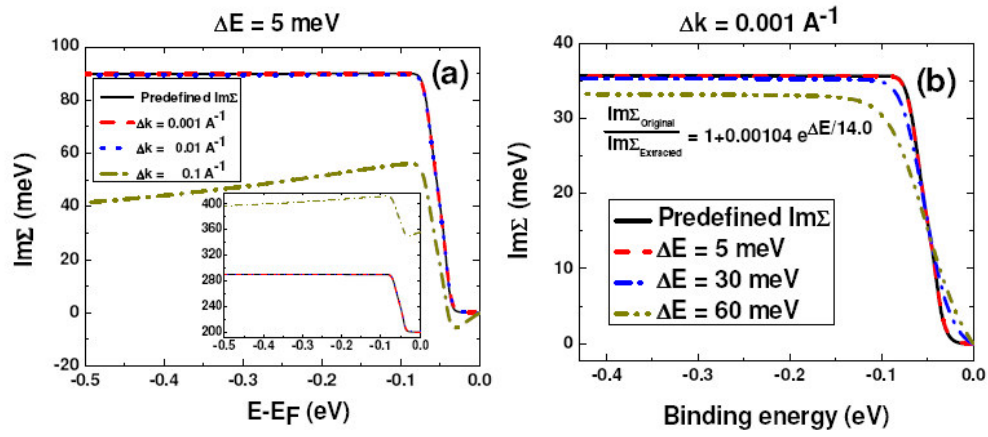 ΔE = 5 meV
(a)
100
80
60
40
20
0
-20
ImΣ (meV)
Predefined ImΣ
Δk = 0.001 A⁻¹
Δk = 0.01 A⁻¹
Δk = 0.1 A⁻¹
400
360
320
280
240
200
-0.5 -0.4 -0.3 -0.2 -0.1 0.0
-0.5 -0.4 -0.3 -0.2 -0.1 0.0
E-E_F (eV)
Δk = 0.001 A⁻¹
(b)
40
30
20
10
0
ImΣ (meV)
ImΣ_Original
ImΣ_Extracted = 1+0.00104 e^ΔE/14.0
Predefined ImΣ
ΔE = 5 meV
ΔE = 30 meV
ΔE = 60 meV
-0.4 -0.3 -0.2 -0.1 0.0
Binding energy (eV)